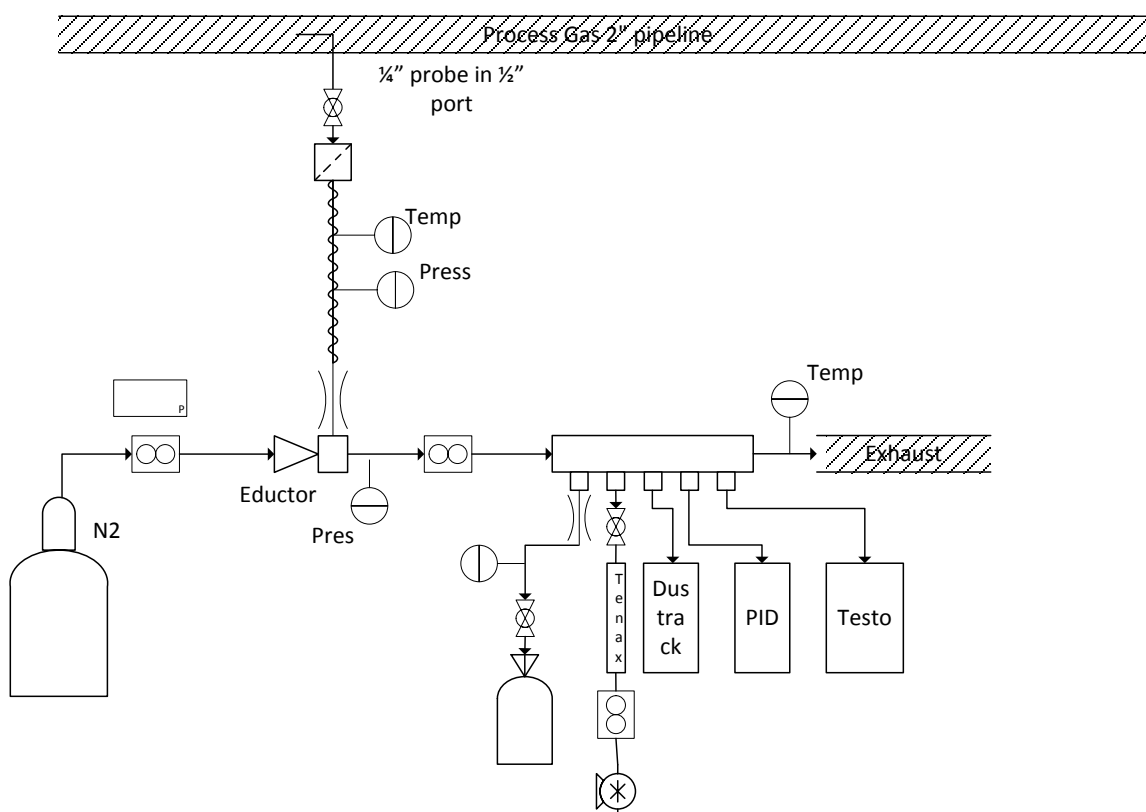 Process Gas 2" pipeline
¼” probe in ½”
port
Temp
Press
P
Temp
Exhaust
Eductor
Pres
N2
T
e
n
a
x
Dus
tra
ck
PID
Testo